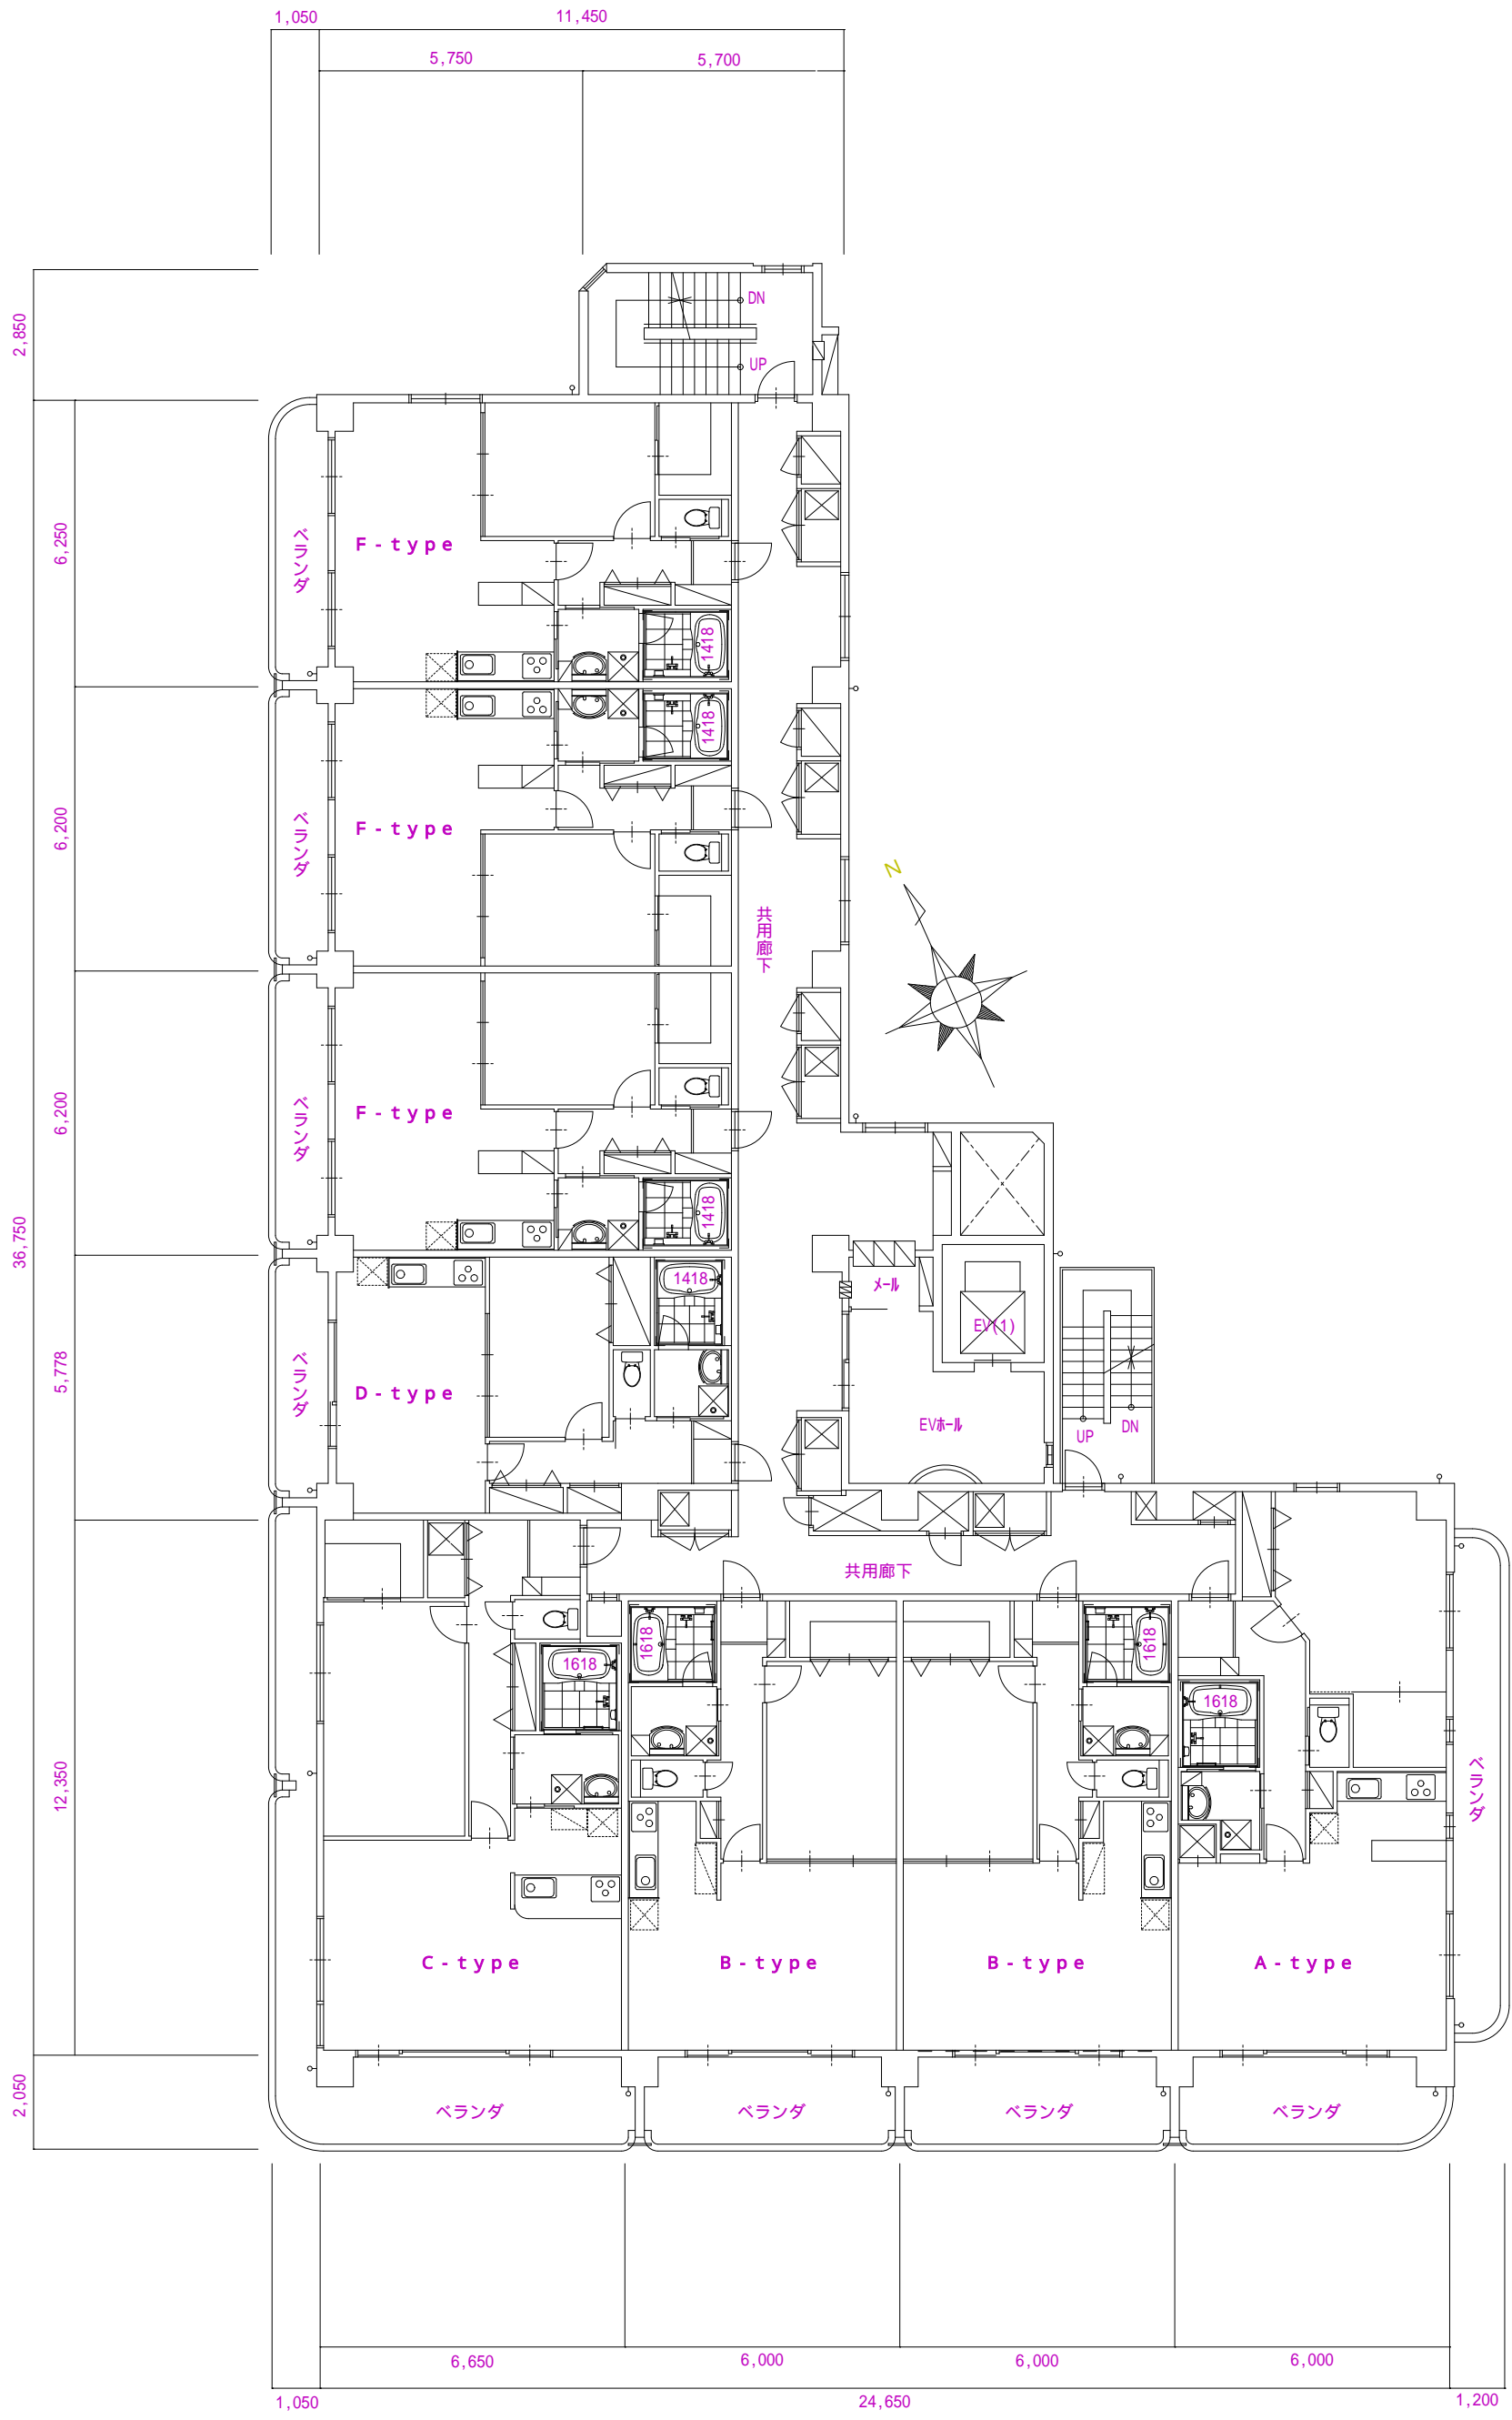 1,050
11,450
5,750
5,700
2,850
DN
UP
6,250
ベランダ
F-type
1418
1418
6,200
ベランダ
F-type
N
共用廊下
6,200
ベランダ
F-type
1418
36,750
1418
メール
EV(1)
5,778
ベランダ
D-type
EVホール
UP
DN
共用廊下
1618
1618
1618
1618
12,350
ベランダ
C-type
B-type
B-type
A-type
2,050
ベランダ
ベランダ
ベランダ
ベランダ
6,650
6,000
6,000
6,000
1,050
24,650
1,200